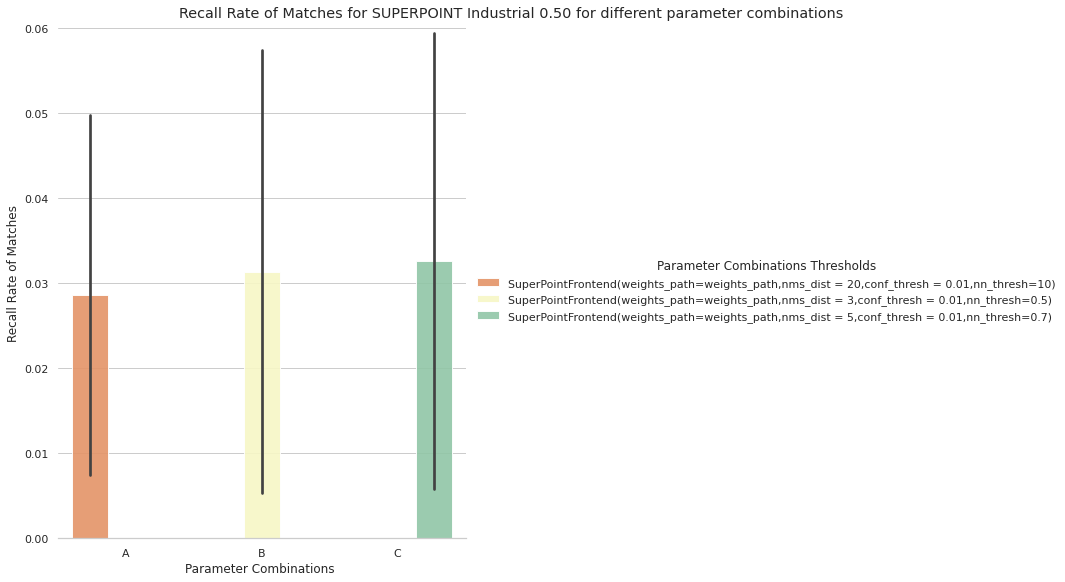 Recall Rate of Matches for SUPERPOINT Industrial 0.50 for different parameter combinations
0.06
0.05
0.04
0.03
0.02
0.01
0.00
Recall Rate of Matches
A B C
Parameter Combinations
Parameter Combinations Thresholds
SuperPointFrontend(weights_path=weights_path,nms_dist = 20,conf_thresh = 0.01,nn_thresh=10)
SuperPointFrontend(weights_path=weights_path,nms_dist = 3,conf_thresh = 0.01,nn_thresh=0.5)
SuperPointFrontend(weights_path=weights_path,nms_dist = 5,conf_thresh = 0.01,nn_thresh=0.7)